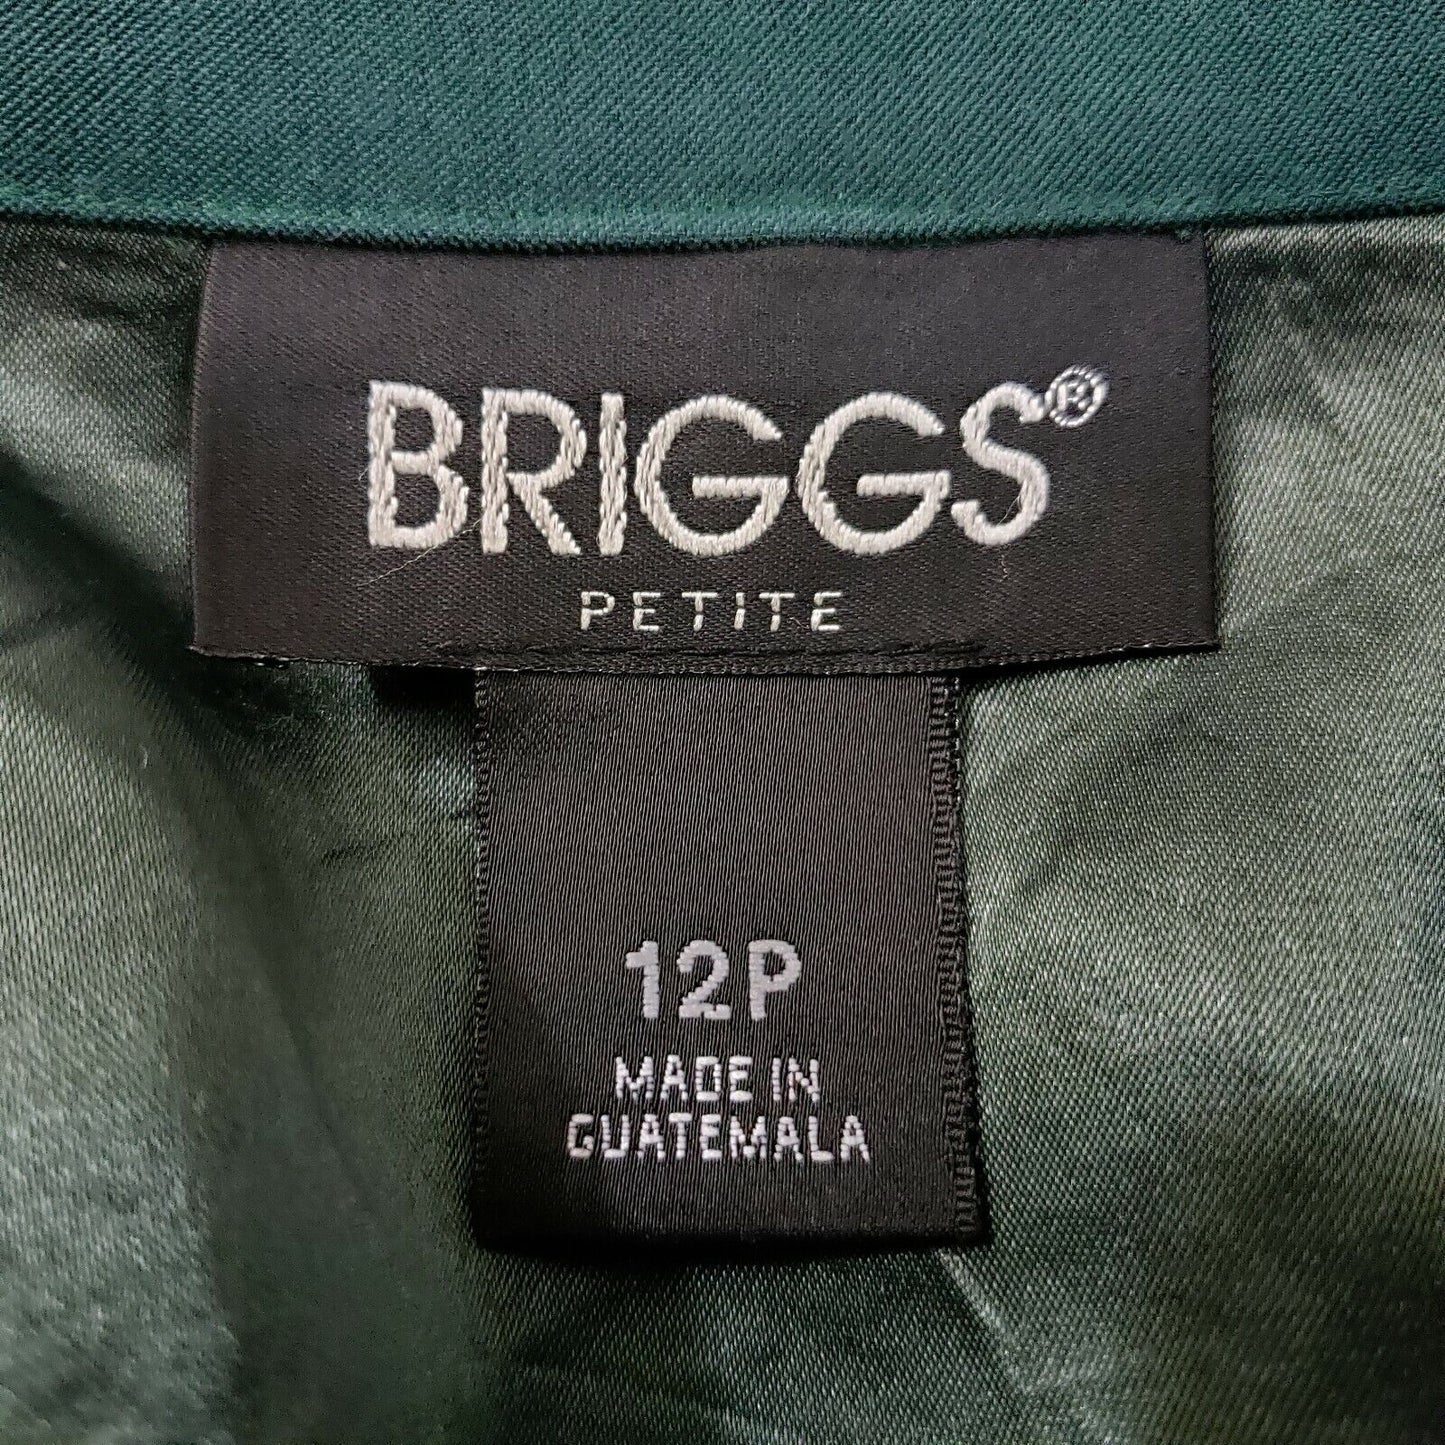 BRIGGS®
PETITE
12P
MADE IN
GUATEMALA